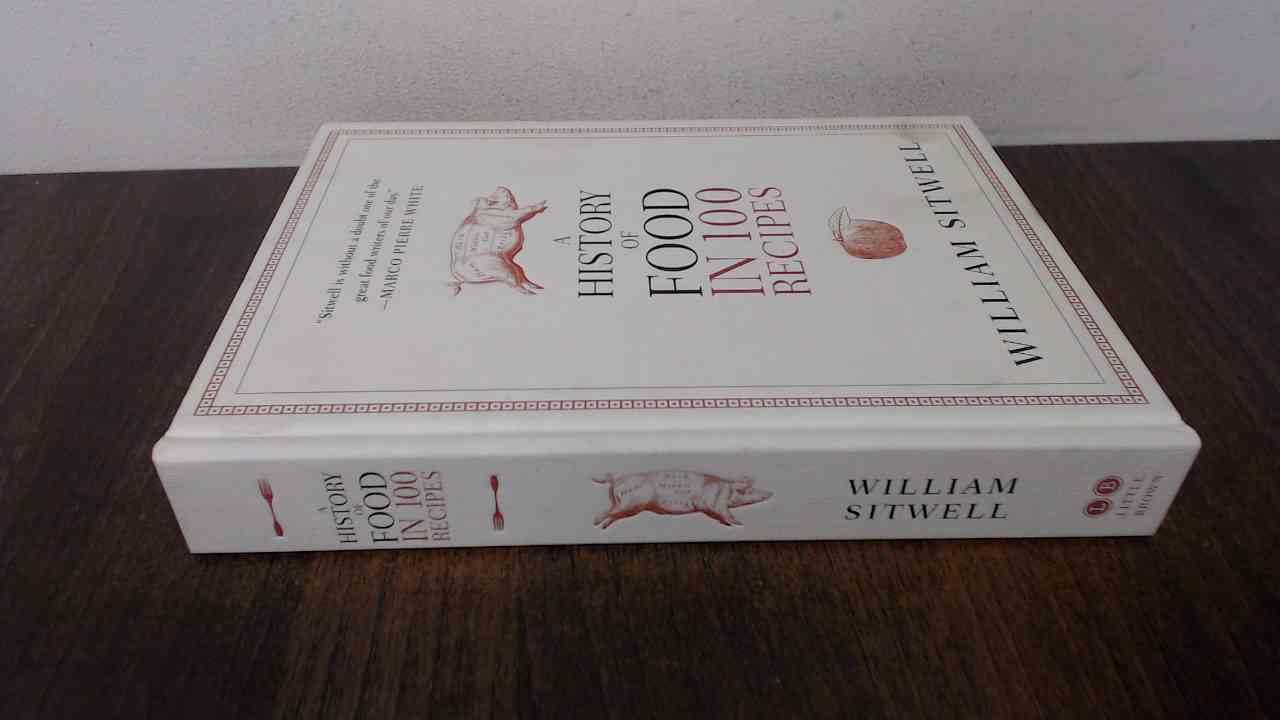 "Sitwell is without a doubt one of the
great food writers of our day."
—MARCO PIERRE WHITE
A
HISTORY
OF
FOOD
IN 100
RECIPES
WILLIAM SITWELL
A
HISTORY
OF
FOOD
IN 100
RECIPES
WILLIAM
SITWELL
L B
LITTLE
BROWN